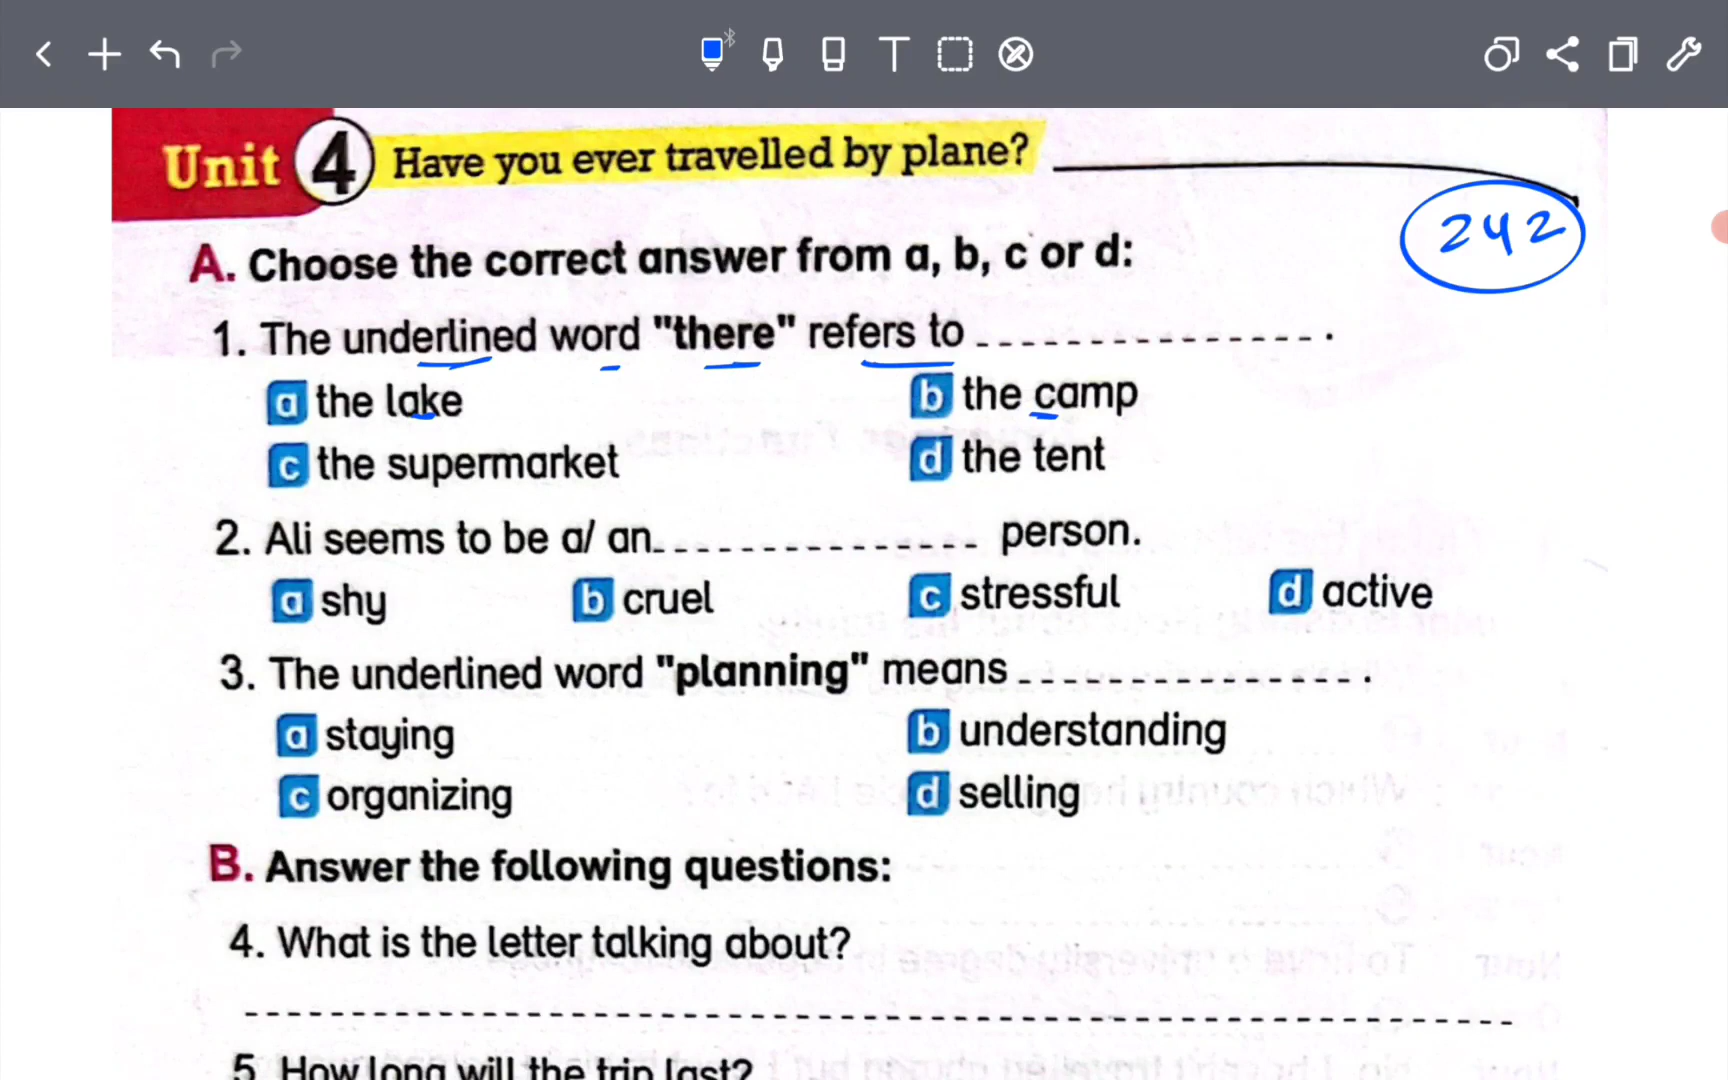 Unit 4 Have you ever travelled by plane?
242
A. Choose the correct answer from a, b, c or d:
1. The underlined word "there" refers to ................ .
a the lake b the camp
c the supermarket d the tent
2. Ali seems to be a/ an ................ person.
a shy b cruel c stressful d active
3. The underlined word "planning" means ................ .
a staying b understanding
c organizing d selling
B. Answer the following questions:
4. What is the letter talking about?
5. How long will the trip last?